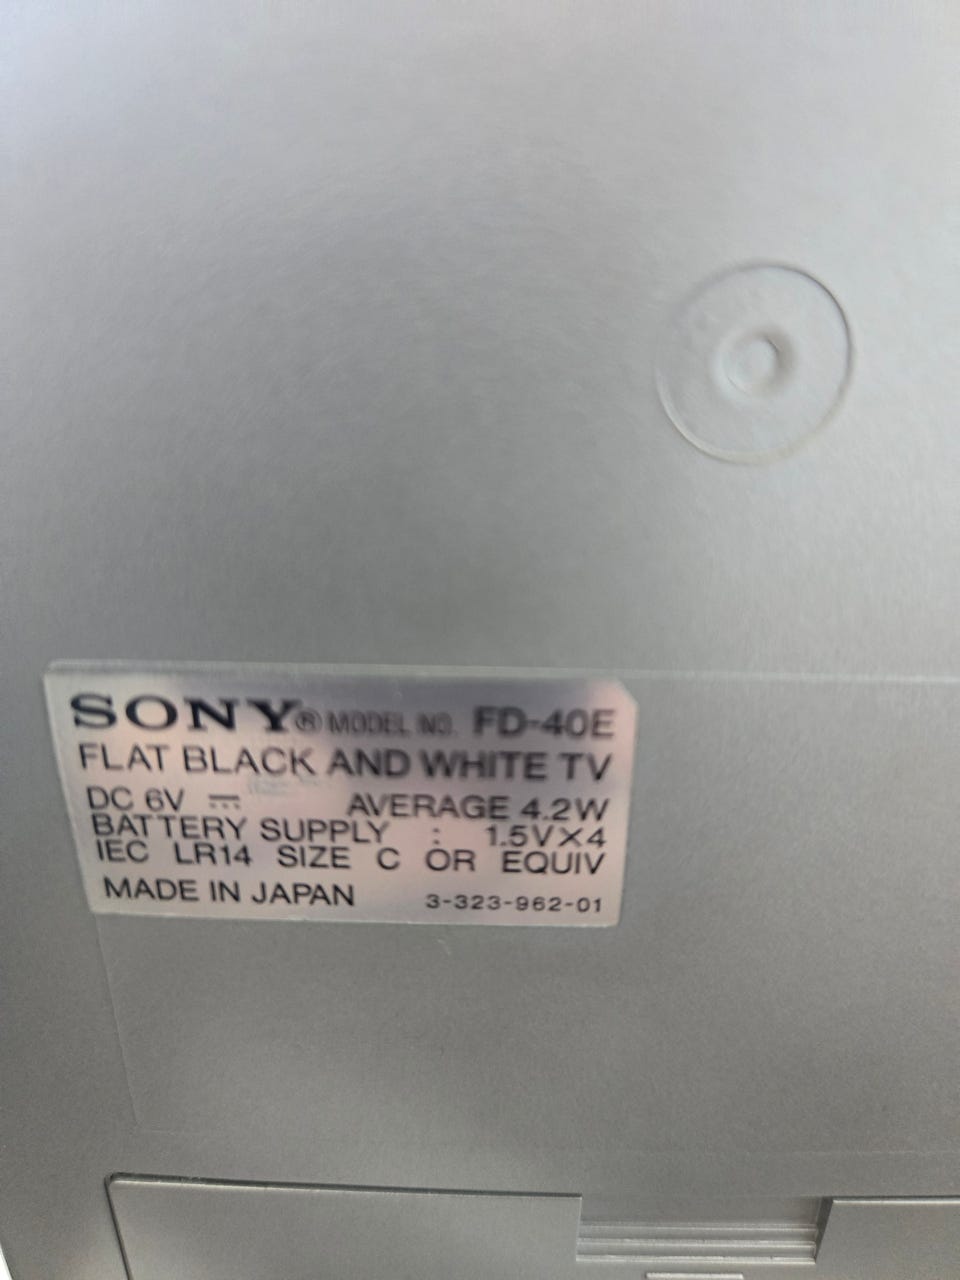 SONY® MODEL NO. FD-40E
FLAT BLACK AND WHITE TV
DC 6V ⎓ AVERAGE 4.2W
BATTERY SUPPLY : 1.5V×4
IEC LR14 SIZE C OR EQUIV
MADE IN JAPAN 3-323-962-01